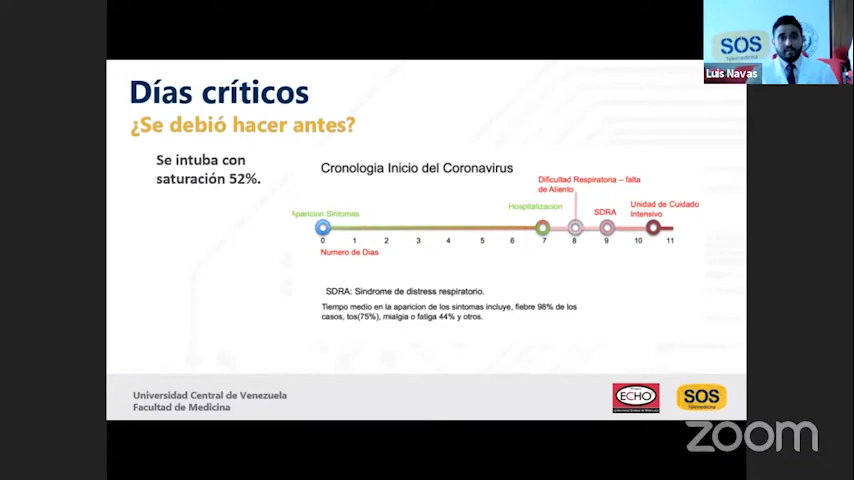 SOS
Telemedicina
Luis Navas
Días críticos
¿Se debió hacer antes?
Se intuba con
saturación 52%.
Cronologia Inicio del Coronavirus
Dificultad Respiratoria – falta
de Aliento
Aparicion Sintomas
Hospitalizacion
SDRA
Unidad de Cuidado
Intensivo
0 1 2 3 4 5 6 7 8 9 10 11
Numero de Dias
SDRA: Sindrome de distress respiratorio.
Tiempo medio en la aparicion de los sintomas incluye, fiebre 98% de los
casos, tos(75%), mialgia o fatiga 44% y otros.
Universidad Central de Venezuela
Facultad de Medicina
ECHO
SOS
Telemedicina
zoom